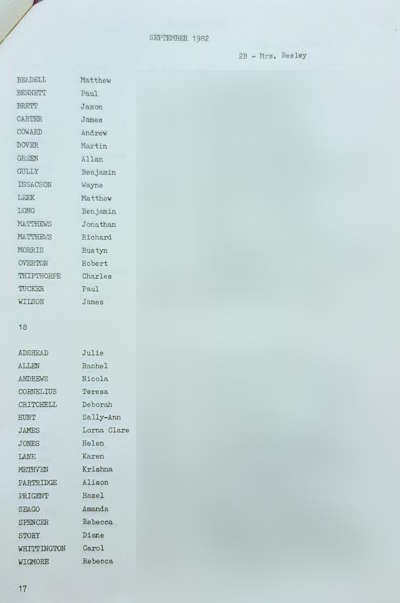 SEPTEMBER 1982
2B - Mrs. Besley
BEADELL Matthew
BENNETT Paul
BRETT Jason
CARTER James
COWARD Andrew
DOVER Martin
GREEN Allan
GULLY Benjamin
ISSACSON Wayne
LEEK Matthew
LONG Benjamin
MATTHEWS Jonathan
MATTHEWS Richard
MORRIS Rustyn
OVERTON Robert
THIPTHORPE Charles
TUCKER Paul
WILSON James
18
ADSHEAD Julie
ALLEN Rachel
ANDREWS Nicola
CORNELIUS Teresa
CRITCHELL Deborah
HUNT Sally-Ann
JAMES Lorna Clare
JONES Helen
LANE Karen
METHVEN Krishna
PARTRIDGE Alison
PRIGENT Hazel
SEAGO Amanda
SPENCER Rebecca
STORY Diane
WHITTINGTON Carol
WIGMORE Rebecca
17